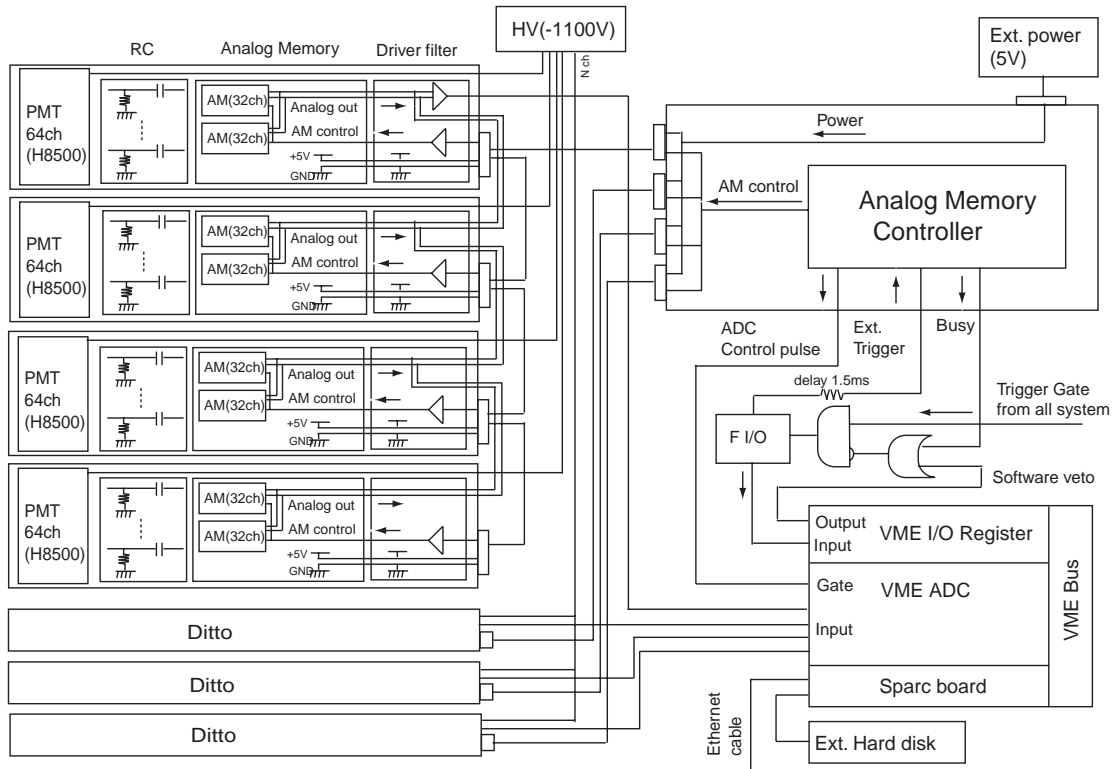 HV(-1100V)
N ch
Ext. power
(5V)
RC
Analog Memory
Driver filter
PMT
64ch
(H8500)
AM(32ch)
AM(32ch)
Analog out
AM control
+5V
GND
PMT
64ch
(H8500)
AM(32ch)
AM(32ch)
Analog out
AM control
+5V
GND
PMT
64ch
(H8500)
AM(32ch)
AM(32ch)
Analog out
AM control
+5V
GND
PMT
64ch
(H8500)
AM(32ch)
AM(32ch)
Analog out
AM control
+5V
GND
Ditto
Ditto
Ditto
Power
AM control
Analog Memory
Controller
ADC
Control pulse
Ext.
Trigger
Busy
delay 1.5ms
Trigger Gate
from all system
F I/O
Software veto
Output
Input
VME I/O Register
Gate
VME ADC
Input
VME Bus
Sparc board
Ethernet
cable
Ext. Hard disk